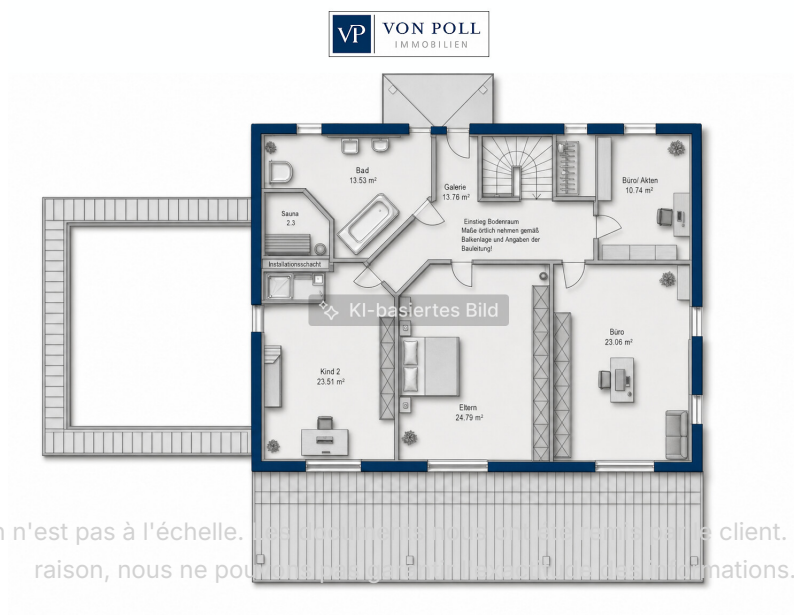 VP VON POLL
IMMOBILIEN
Bad
13.53 m²
Galerie
13.76 m²
Büro/ Akten
10.74 m²
Sauna
2.3
Einstieg Bodenraum
Maße örtlich nehmen gemäß
Balkenlage und Angaben der
Bauleitung!
Installationsschacht
KI-basiertes Bild
Büro
23.06 m²
Kind 2
23.51 m²
Eltern
24.79 m²
n'est pas à l'échelle. client.
raison, nous ne